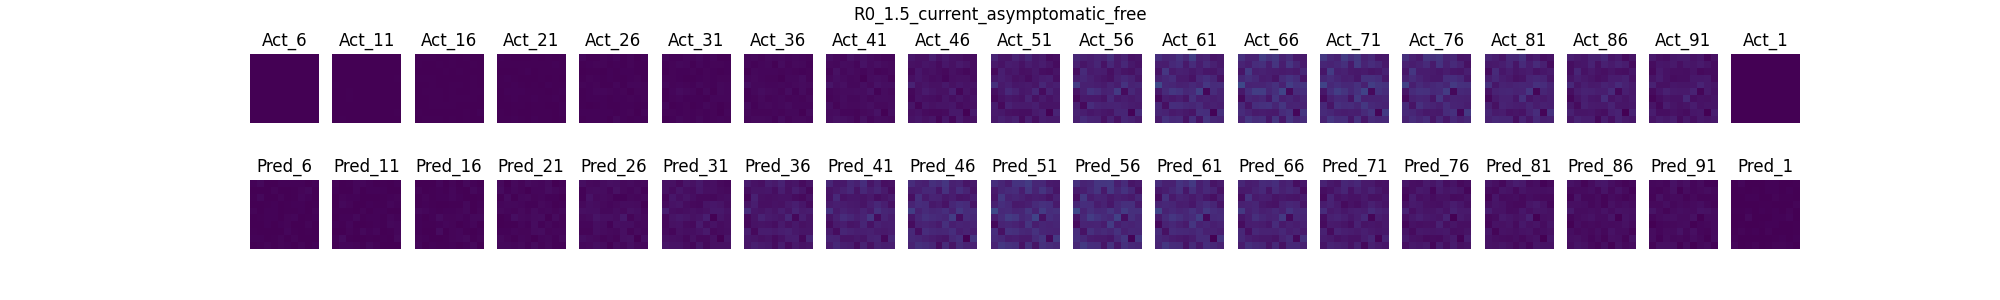 R0_1.5_current_asymptomatic_free
Act_6 Act_11 Act_16 Act_21 Act_26 Act_31 Act_36 Act_41 Act_46 Act_51 Act_56 Act_61 Act_66 Act_71 Act_76 Act_81 Act_86 Act_91 Act_1
Pred_6 Pred_11 Pred_16 Pred_21 Pred_26 Pred_31 Pred_36 Pred_41 Pred_46 Pred_51 Pred_56 Pred_61 Pred_66 Pred_71 Pred_76 Pred_81 Pred_86 Pred_91 Pred_1